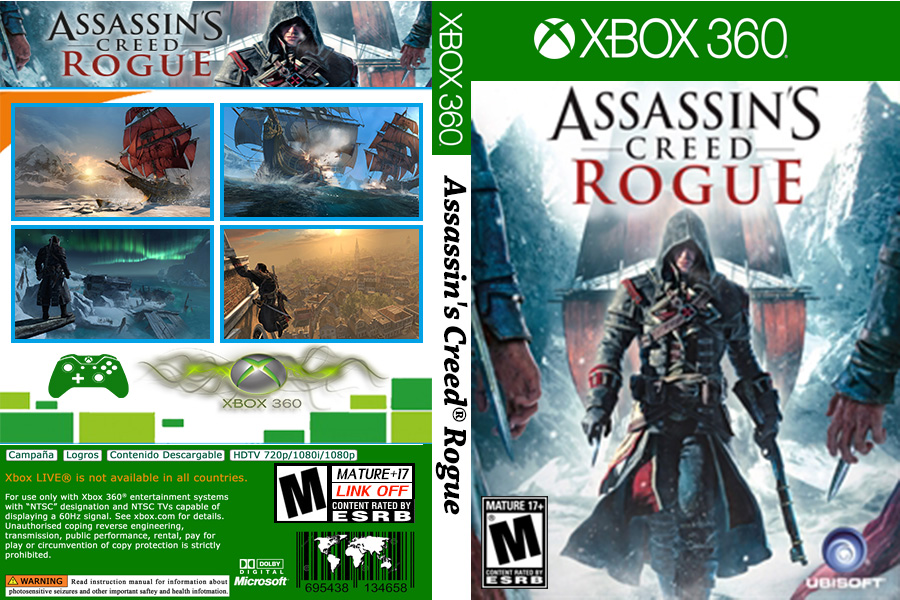 ASSASSIN'S
CREED
ROGUE
XBOX 360
Campaña
Logros
Contenido Descargable
HDTV 720p/1080i/1080p
Xbox LIVE® is not available in all countries.
For use only with Xbox 360® entertainment systems
with “NTSC” designation and NTSC TVs capable of
displaying a 60Hz signal. See xbox.com for details.
Unauthorised coping reverse engineering,
transmission, public performance, rental, pay for
play or circumvention of copy protection is strictly
prohibited.
WARNING Read instruction manual for information about
photosensitive seizures and other important saftey and health infotmation.
M
MATURE+17
LINK OFF
CONTENT RATED BY
ESRB
DOLBY
DIGITAL
Microsoft
695438 134658
XBOX 360
Assassin's Creed® Rogue
XBOX 360
ASSASSIN'S
CREED
ROGUE
MATURE 17+
M
CONTENT RATED BY
ESRB
UBISOFT